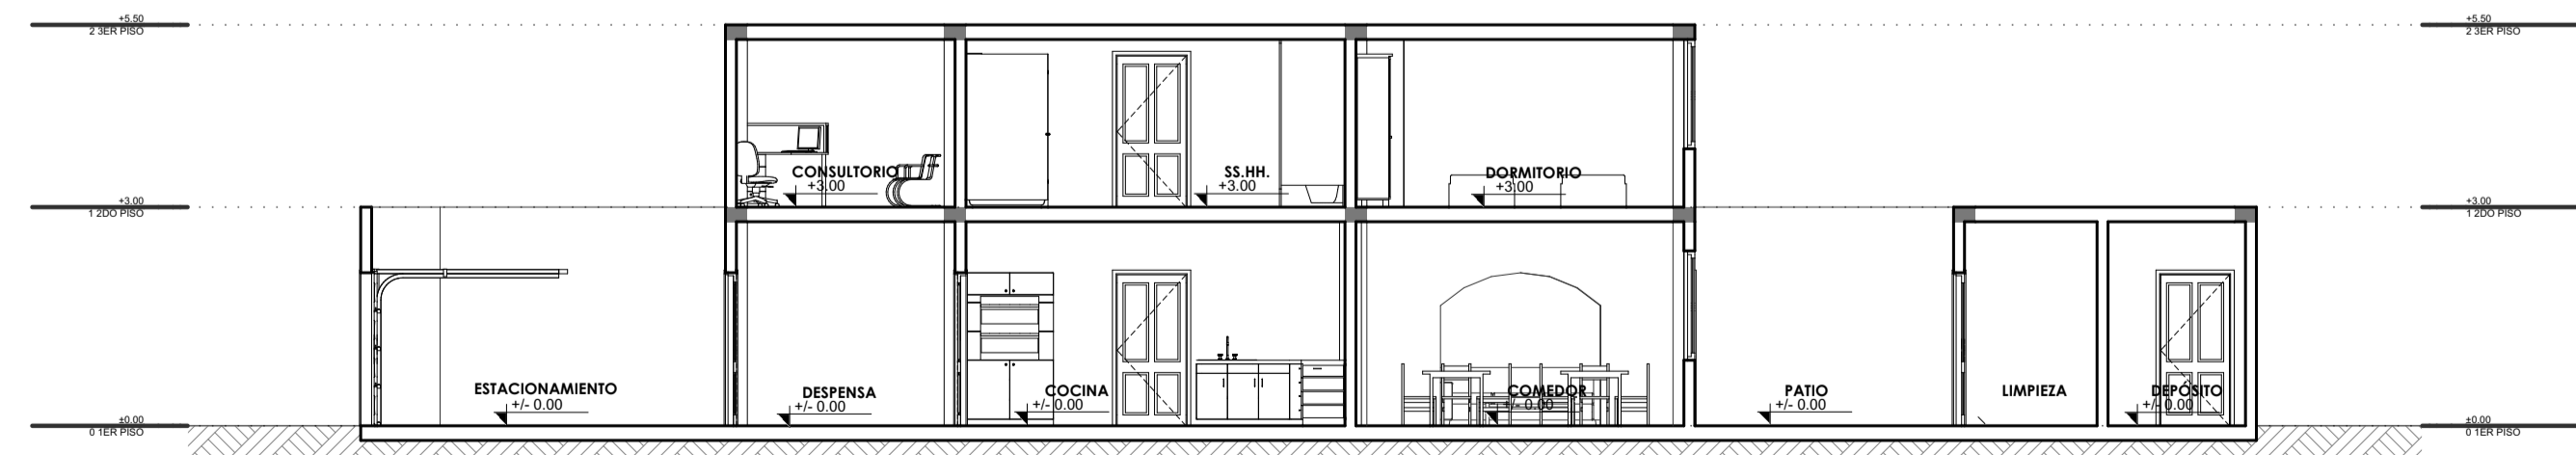 +5.50
2 3ER PISO
+5.50
2 3ER PISO
CONSULTORIO
+3.00
SS.HH.
+3.00
DORMITORIO
+3.00
+3.00
1 2DO PISO
+3.00
1 2DO PISO
ESTACIONAMIENTO
+/- 0.00
DESPENSA
+/- 0.00
COCINA
+/- 0.00
COMEDOR
+/- 0.00
PATIO
+/- 0.00
LIMPIEZA
DEPÓSITO
+/- 0.00
±0.00
0 1ER PISO
±0.00
0 1ER PISO